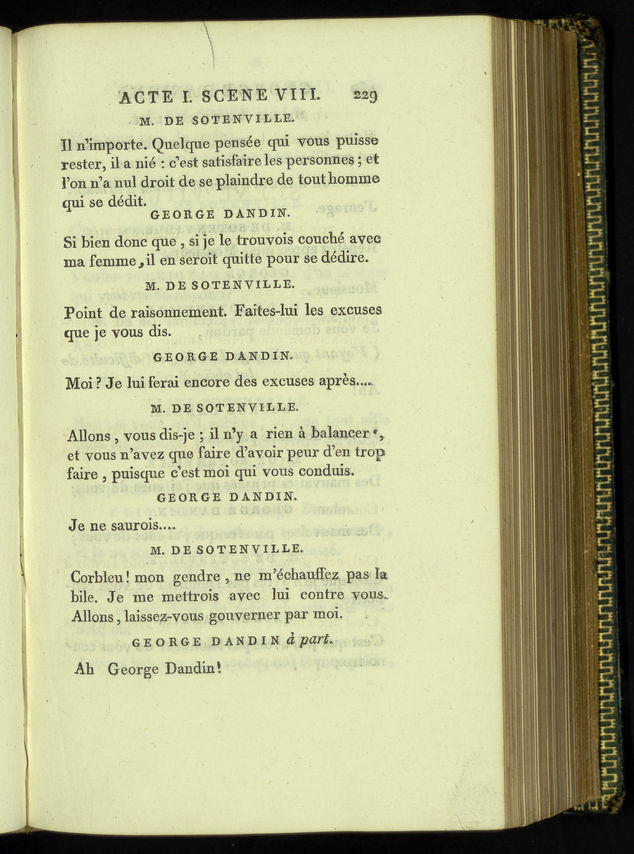 ACTE I. SCENE VIII. 229
M. DE SOTENVILLE.
Il n'importe. Quelque pensée qui vous puisse
rester, il a nié : c'est satisfaire les personnes ; et
l'on n'a nul droit de se plaindre de tout homme
qui se dédit.
GEORGE DANDIN.
Si bien donc que , si je le trouvois couché avec
ma femme , il en seroit quitte pour se dédire.
M. DE SOTENVILLE.
Point de raisonnement. Faites-lui les excuses
que je vous dis.
GEORGE DANDIN.
Moi ? Je lui ferai encore des excuses après....
M. DE SOTENVILLE.
Allons , vous dis-je ; il n'y a rien à balancer ,
et vous n'avez que faire d'avoir peur d'en trop
faire , puisque c'est moi qui vous conduis.
GEORGE DANDIN.
Je ne saurois....
M. DE SOTENVILLE.
Corbleu ! mon gendre , ne m'échauffez pas la
bile. Je me mettrois avec lui contre vous.
Allons , laissez-vous gouverner par moi.
GEORGE DANDIN à part.
Ah George Dandin !